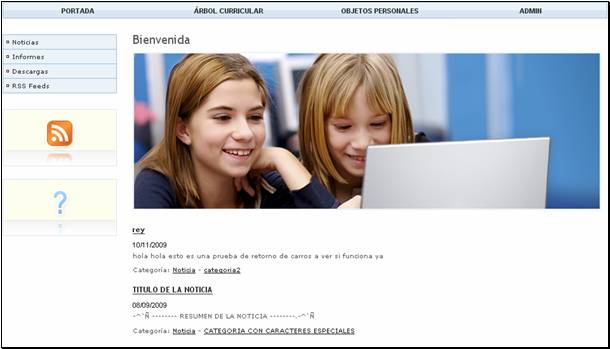 PORTADA ÁRBOL CURRICULAR OBJETOS PERSONALES ADMIN
Noticias
Informes
Descargas
RSS Feeds
?
Bienvenida
rey
10/11/2009
hola hola esto es una prueba de retorno de carros a ver si funciona ya
Categoría: Noticia - categoria2
TITULO DE LA NOTICIA
08/09/2009
-^`Ñ -------- RESUMEN DE LA NOTICIA --------.-^`Ñ
Categoría: Noticia - CATEGORIA CON CARACTERES ESPECIALES